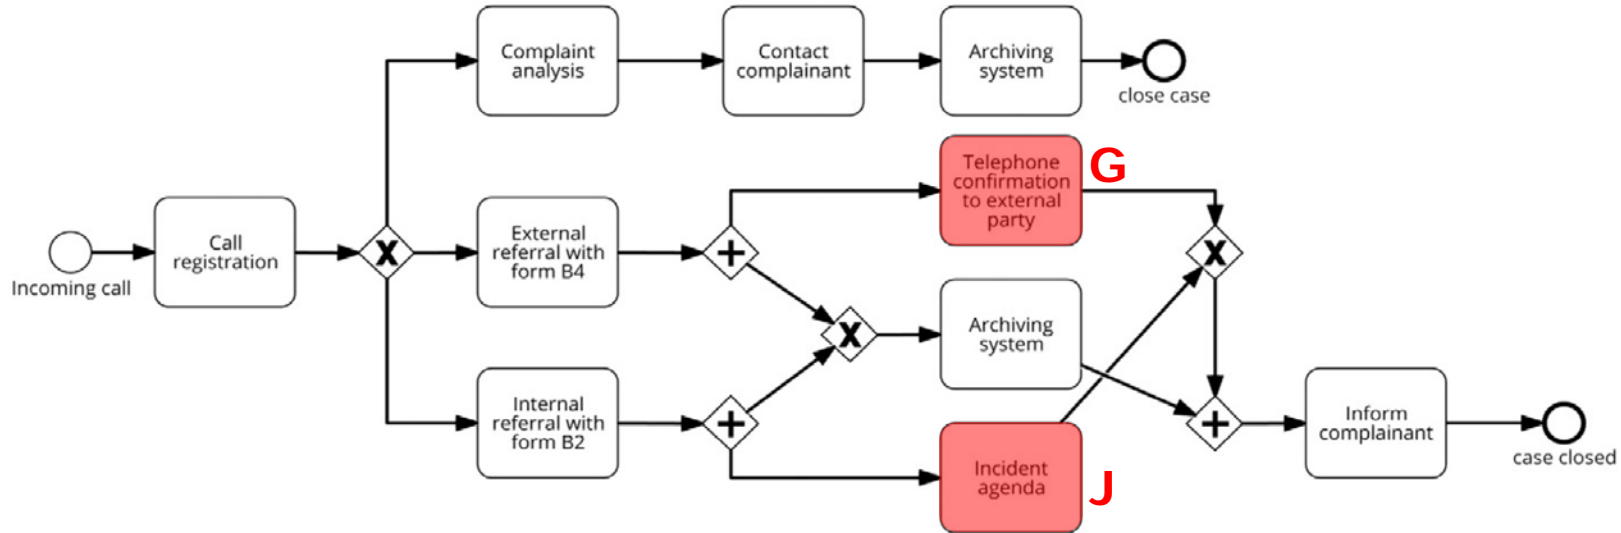 Complaint
analysis
Contact
complainant
Archiving
system
close case
Telephone
confirmation
to external
party
G
Incoming call
Call
registration
X
External
referral with
form B4
+
X
X
Archiving
system
Internal
referral with
form B2
+
+
Incident
agenda
J
Inform
complainant
case closed